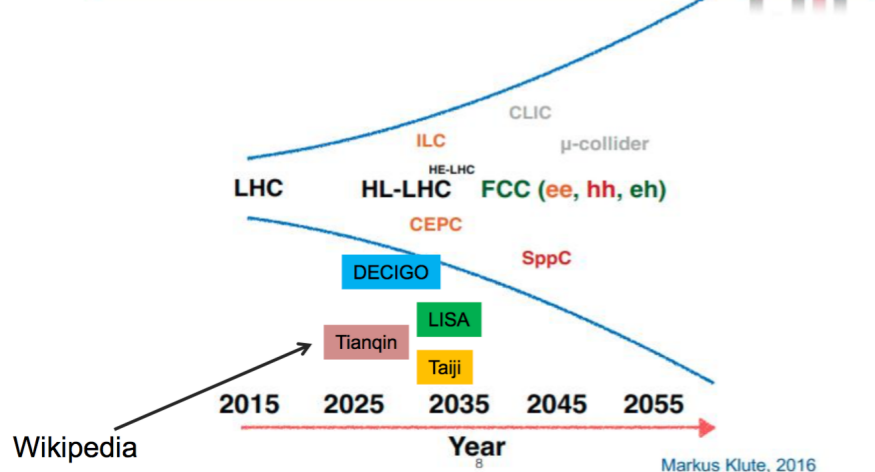 CLIC
ILC
μ-collider
HE-LHC
LHC
HL-LHC
FCC (ee, hh, eh)
CEPC
SppC
DECIGO
LISA
Tianqin
Taiji
2015 2025 2035 2045 2055
Wikipedia
Year
8
Markus Klute, 2016